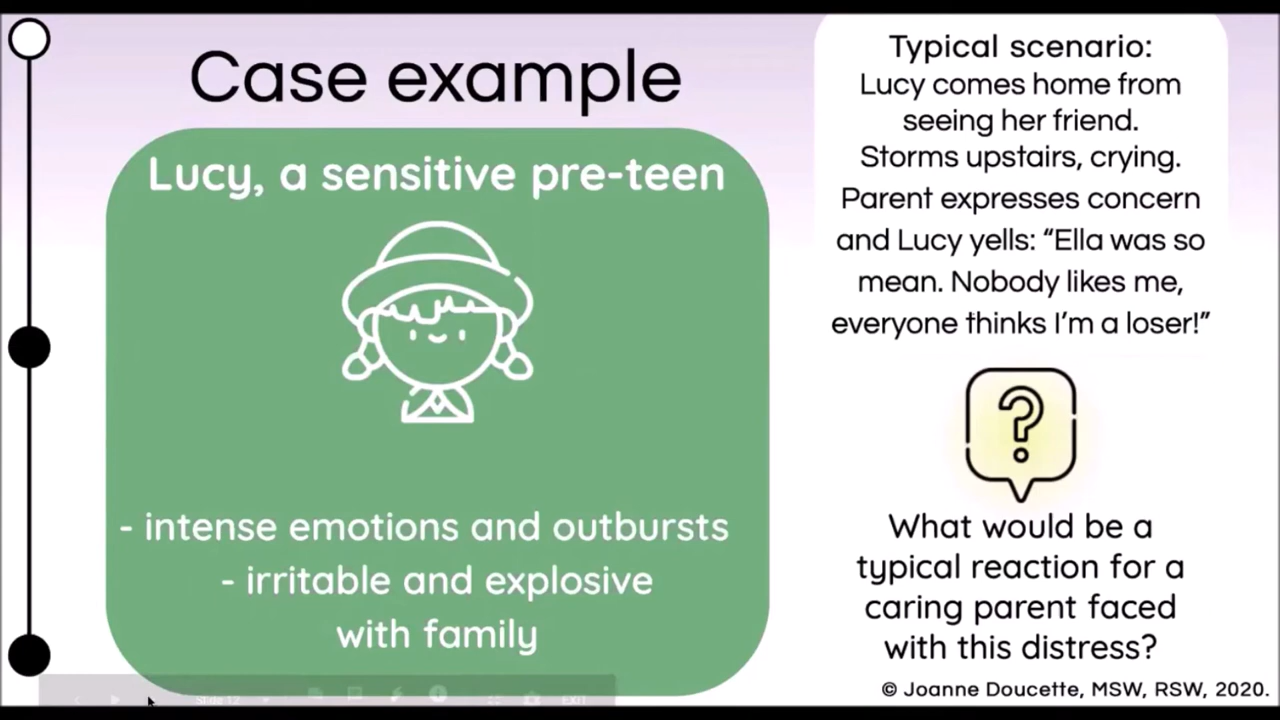 Case example
Lucy, a sensitive pre-teen
- intense emotions and outbursts
- irritable and explosive
with family
Typical scenario:
Lucy comes home from
seeing her friend.
Storms upstairs, crying.
Parent expresses concern
and Lucy yells: “Ella was so
mean. Nobody likes me,
everyone thinks I’m a loser!”
?
What would be a
typical reaction for a
caring parent faced
with this distress?
© Joanne Doucette, MSW, RSW, 2020.
Slide 12
EXIT